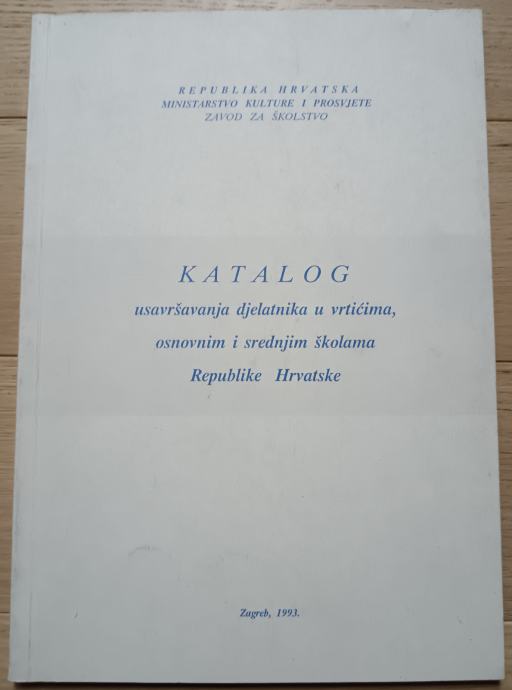 REPUBLIKA HRVATSKA
MINISTARSTVO KULTURE I PROSVJETE
ZAVOD ZA ŠKOLSTVO
KATALOG
usavršavanja djelatnika u vrtićima,
osnovnim i srednjim školama
Republike Hrvatske
Zagreb, 1993.